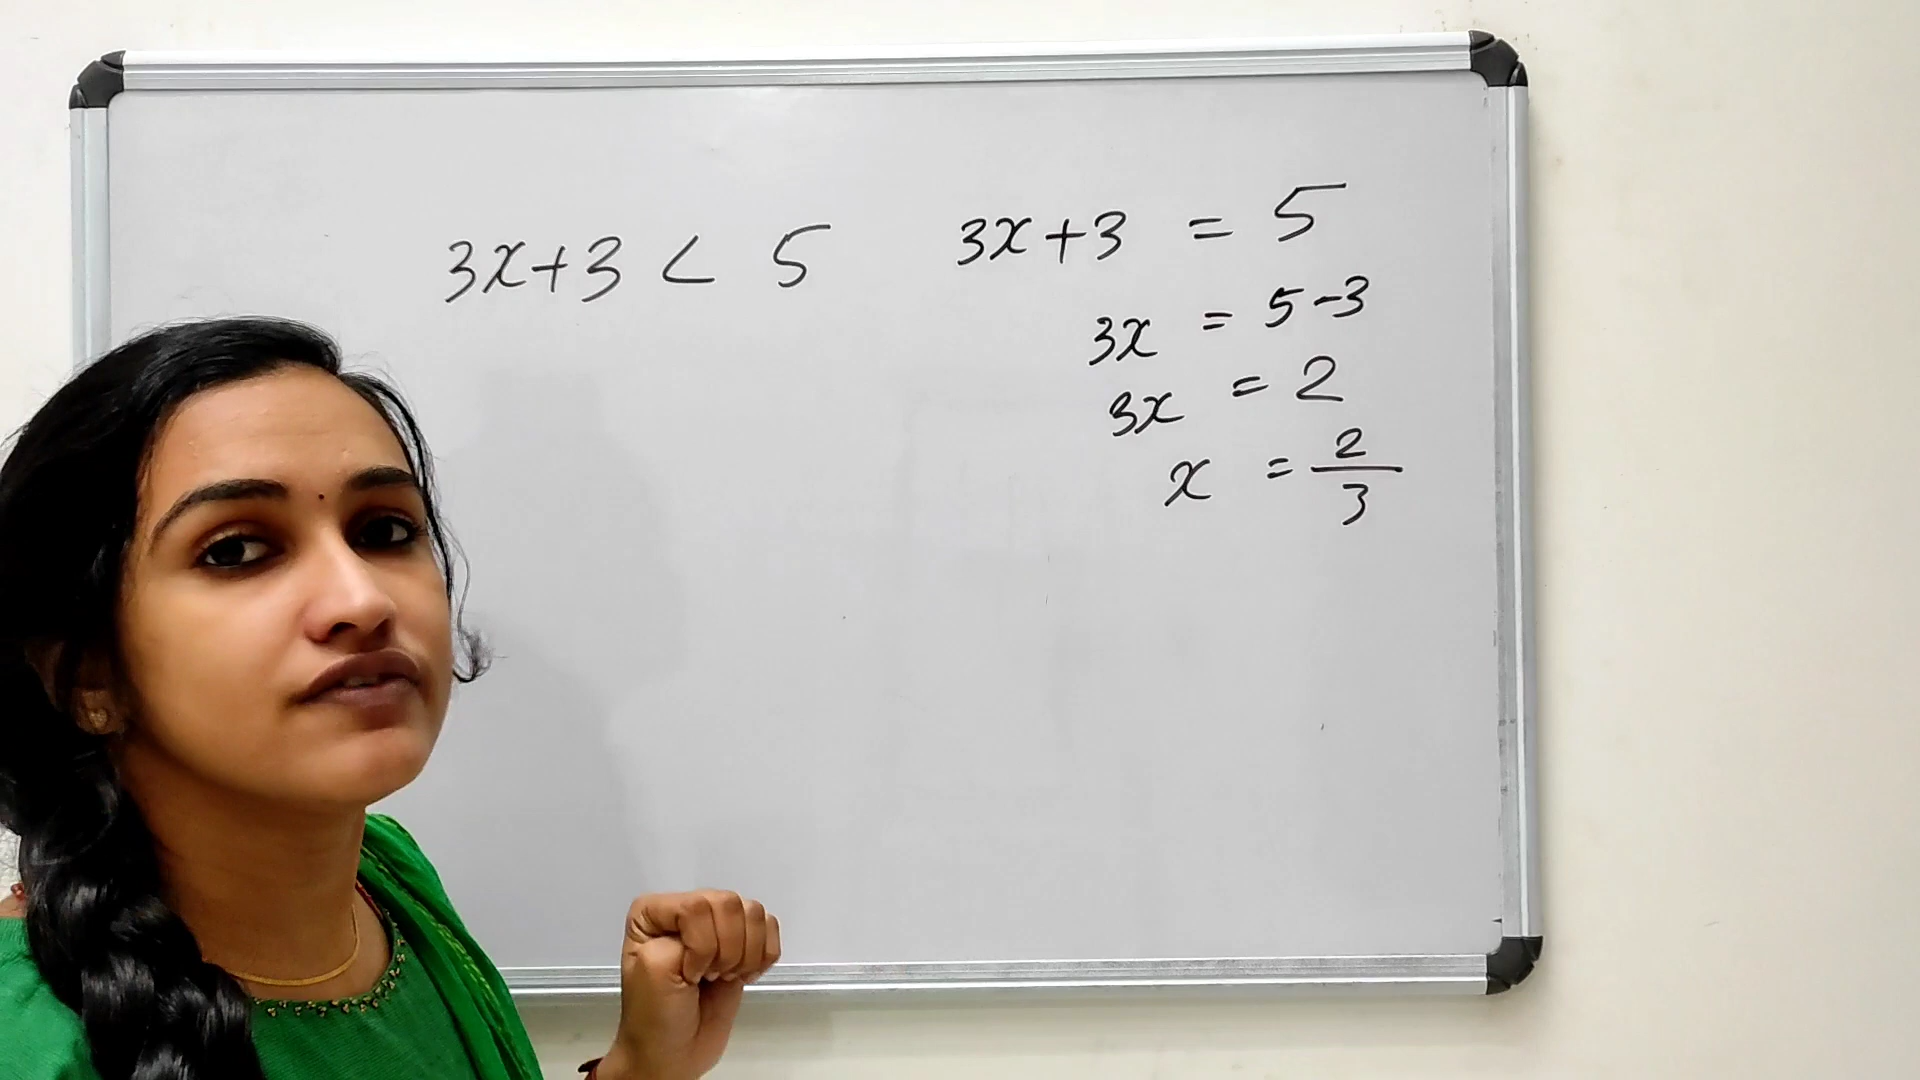 3x+3 < 5
3x+3 = 5
3x = 5-3
3x = 2
x = 2/3